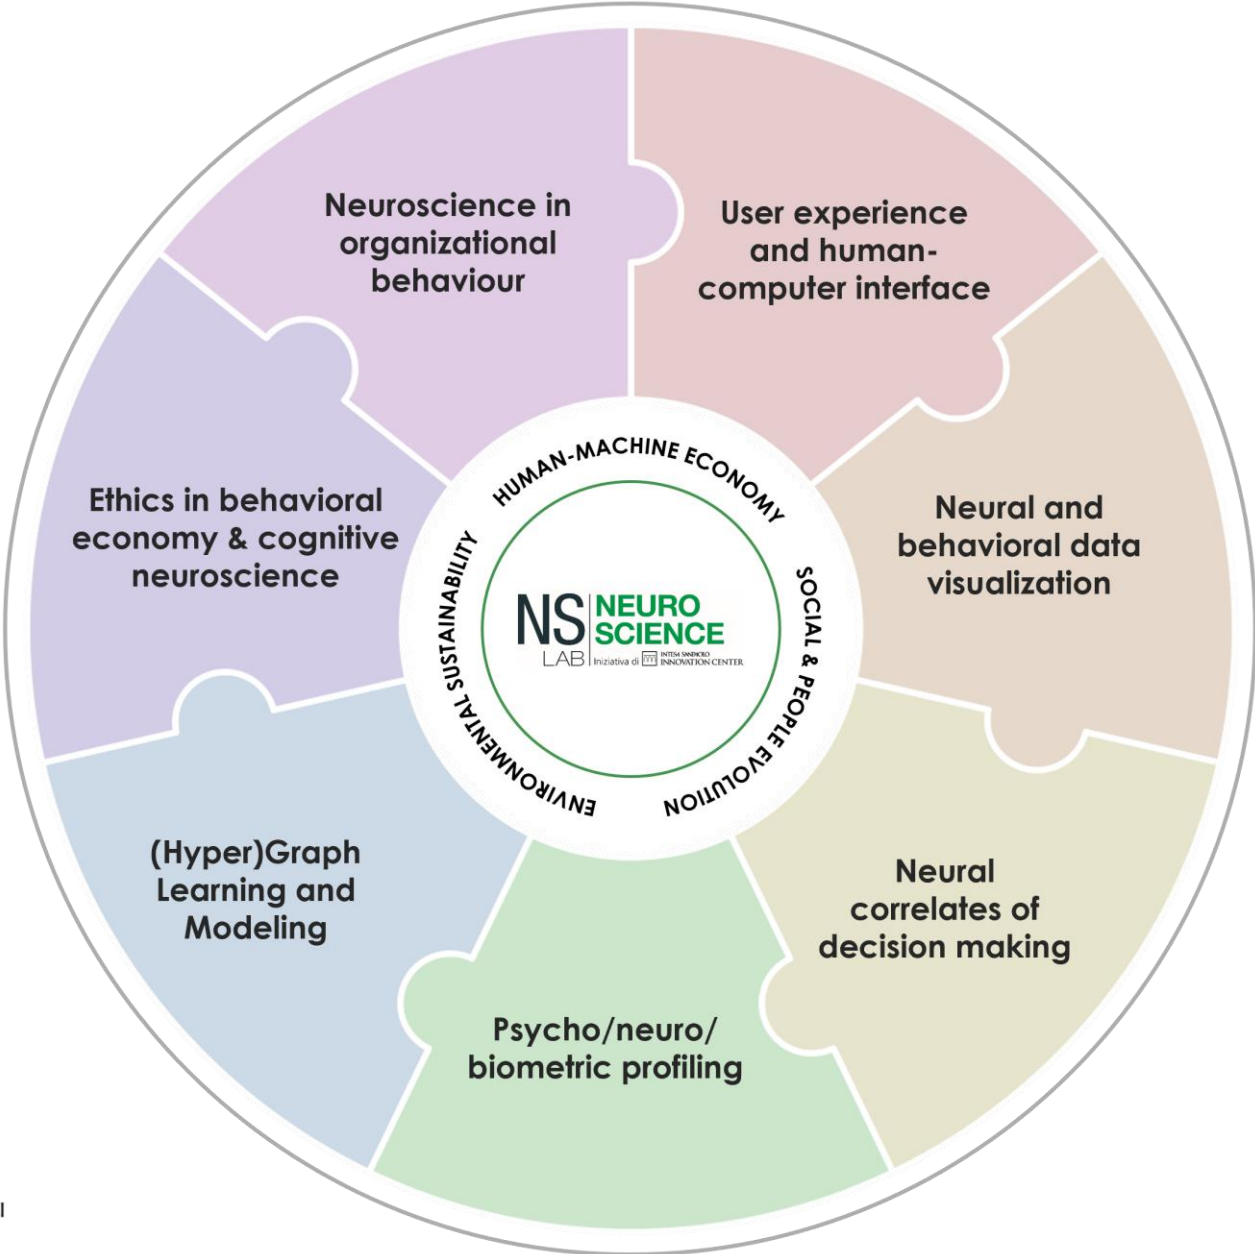 Neuroscience in
organizational
behaviour
User experience
and human-
computer interface
Neural and
behavioral data
visualization
Neural
correlates of
decision making
Psycho/neuro/
biometric profiling
(Hyper)Graph
Learning and
Modeling
Ethics in behavioral
economy & cognitive
neuroscience
HUMAN-MACHINE ECONOMY
SOCIAL & PEOPLE EVOLUTION
ENVIRONMENTAL SUSTAINABILITY
NS NEURO
SCIENCE
LAB Iniziativa di INTESA SANPAOLO
INNOVATION CENTER